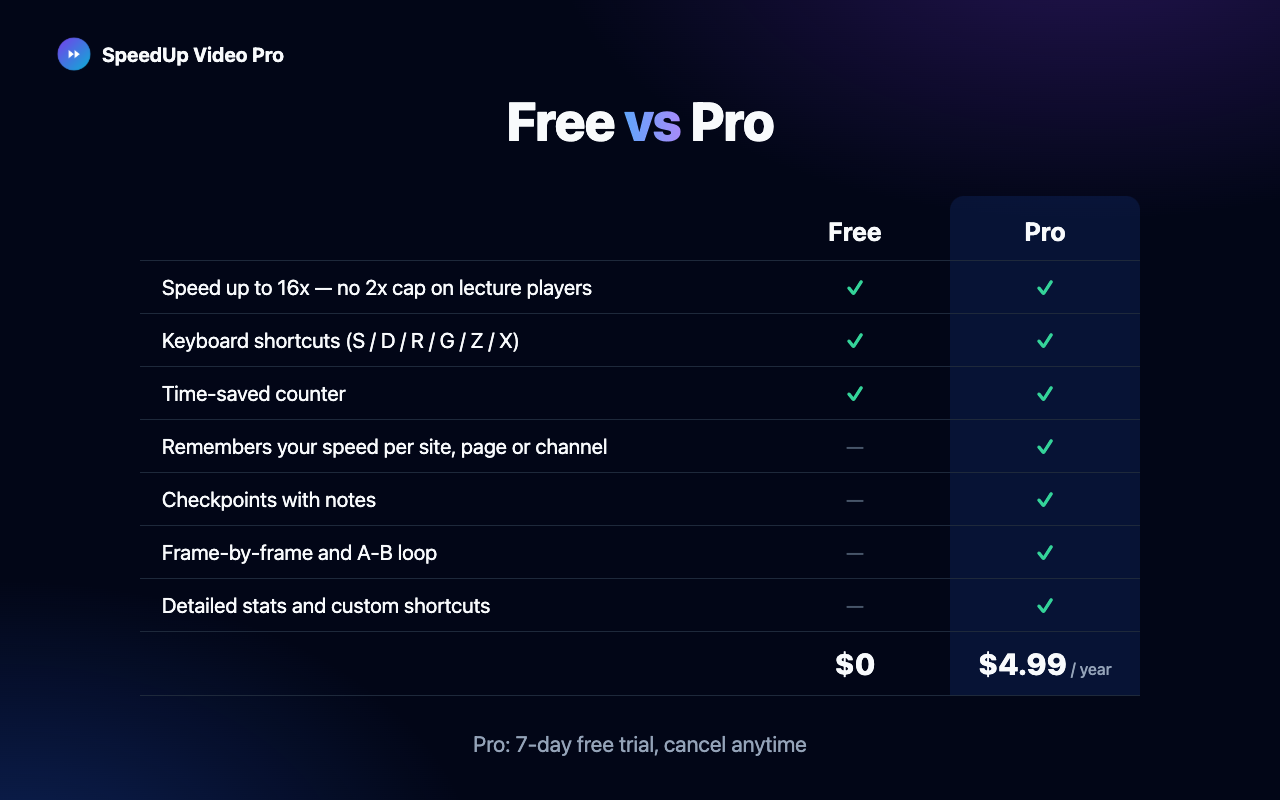 SpeedUp Video Pro
Free vs Pro
Free Pro
Speed up to 16x — no 2x cap on lecture players ✓ ✓
Keyboard shortcuts (S / D / R / G / Z / X) ✓ ✓
Time-saved counter ✓ ✓
Remembers your speed per site, page or channel — ✓
Checkpoints with notes — ✓
Frame-by-frame and A-B loop — ✓
Detailed stats and custom shortcuts — ✓
$0 $4.99 / year
Pro: 7-day free trial, cancel anytime